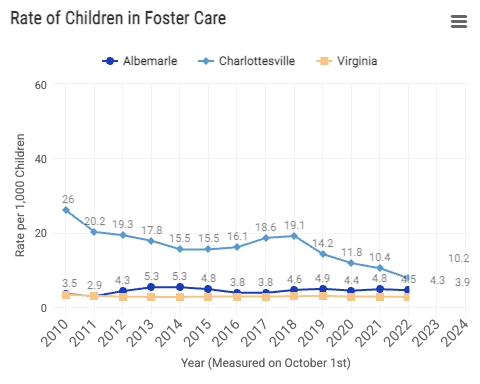 Rate of Children in Foster Care
Albemarle Charlottesville Virginia
60
40
20
0
Rate per 1,000 Children
26 20.2 19.3 17.8 15.5 15.5 16.1 18.6 19.1 14.2 11.8 10.4 10.2
3.5 2.9 4.3 5.3 5.3 4.8 3.8 3.8 4.6 4.9 4.4 4.8 4.5 4.3 3.9
2010 2011 2012 2013 2014 2015 2016 2017 2018 2019 2020 2021 2022 2023 2024
Year (Measured on October 1st)